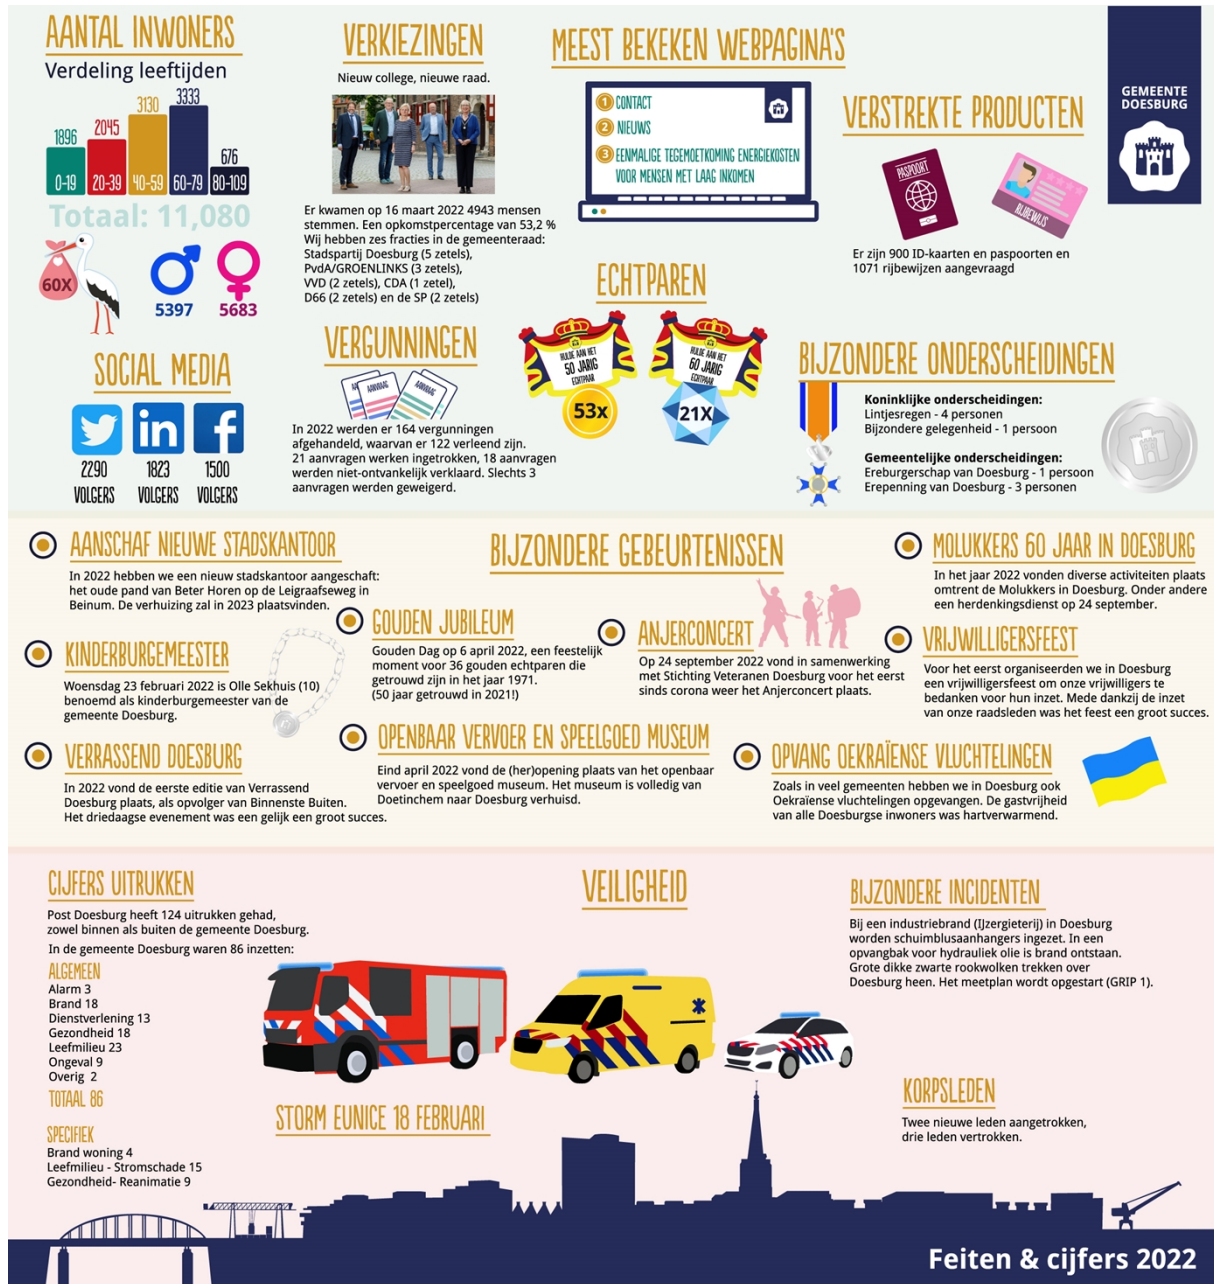 AANTAL INWONERS
Verdeling leeftijden
1896
2045
3130
3333
676
0-19
20-39
40-59
60-79
80-109
Totaal: 11,080
60X
5397
5683
VERKIEZINGEN
Nieuw college, nieuwe raad.
Er kwamen op 16 maart 2022 4943 mensen
stemmen. Een opkomstpercentage van 53,2 %
Wij hebben zes fracties in de gemeenteraad:
Stadspartij Doesburg (5 zetels),
PvdA/GROENLINKS (3 zetels),
VVD (2 zetels), CDA (1 zetel),
D66 (2 zetels) en de SP (2 zetels)
MEEST BEKEKEN WEBPAGINA'S
1 CONTACT
2 NIEUWS
3 EENMALIGE TEGEMOETKOMING ENERGIEKOSTEN
VOOR MENSEN MET LAAG INKOMEN
VERSTREKTE PRODUCTEN
PASPOORT
RIJBEWIJS
Er zijn 900 ID-kaarten en paspoorten en
1071 rijbewijzen aangevraagd
GEMEENTE
DOESBURG
SOCIAL MEDIA
in
f
2290
VOLGERS
1823
VOLGERS
1500
VOLGERS
VERGUNNINGEN
AANVRAAG
AANVRAAG
In 2022 werden er 164 vergunningen
afgehandeld, waarvan er 122 verleend zijn.
21 aanvragen werken ingetrokken, 18 aanvragen
werden niet-ontvankelijk verklaard. Slechts 3
aanvragen werden geweigerd.
ECHTPAREN
HULDE AAN HET
50 JARIG
ECHTPAAR
53x
HULDE AAN HET
60 JARIG
ECHTPAAR
21X
BIJZONDERE ONDERSCHEIDINGEN
Koninklijke onderscheidingen:
Lintjesregen - 4 personen
Bijzondere gelegenheid - 1 persoon
Gemeentelijke onderscheidingen:
Ereburgerschap van Doesburg - 1 persoon
Erepenning van Doesburg - 3 personen
BIJZONDERE GEBEURTENISSEN
AANSCHAF NIEUWE STADSKANTOOR
In 2022 hebben we een nieuw stadskantoor aangeschaft:
het oude pand van Beter Horen op de Leigraafseweg in
Beinum. De verhuizing zal in 2023 plaatsvinden.
KINDERBURGEMEESTER
Woensdag 23 februari 2022 is Olle Sekhuis (10)
benoemd als kinderburgemeester van de
gemeente Doesburg.
VERRASSEND DOESBURG
In 2022 vond de eerste editie van Verrassend
Doesburg plaats, als opvolger van Binnenste Buiten.
Het driedaagse evenement was een gelijk een groot succes.
GOUDEN JUBILEUM
Gouden Dag op 6 april 2022, een feestelijk
moment voor 36 gouden echtparen die
getrouwd zijn in het jaar 1971.
(50 jaar getrouwd in 2021!)
OPENBAAR VERVOER EN SPEELGOED MUSEUM
Eind april 2022 vond de (her)opening plaats van het openbaar
vervoer en speelgoed museum. Het museum is volledig van
Doetinchem naar Doesburg verhuisd.
ANJERCONCERT
Op 24 september 2022 vond in samenwerking
met Stichting Veteranen Doesburg voor het eerst
sinds corona weer het Anjerconcert plaats.
MOLUKKERS 60 JAAR IN DOESBURG
In het jaar 2022 vonden diverse activiteiten plaats
omtrent de Molukkers in Doesburg. Onder andere
een herdenkingsdienst op 24 september.
VRIJWILLIGERSFEEST
Voor het eerst organiseerden we in Doesburg
een vrijwilligersfeest om onze vrijwilligers te
bedanken voor hun inzet. Mede dankzij de inzet
van onze raadsleden was het feest een groot succes.
OPVANG OEKRAÏENSE VLUCHTELINGEN
Zoals in veel gemeenten hebben we in Doesburg ook
Oekraïense vluchtelingen opgevangen. De gastvrijheid
van alle Doesburgse inwoners was hartverwarmend.
CIJFERS UITRUKKEN
Post Doesburg heeft 124 uitrukken gehad,
zowel binnen als buiten de gemeente Doesburg.
In de gemeente Doesburg waren 86 inzetten:
ALGEMEEN
Alarm 3
Brand 18
Dienstverlening 13
Gezondheid 18
Leefmilieu 23
Ongeval 9
Overig 2
TOTAAL 86
SPECIFIEK
Brand woning 4
Leefmilieu - Stromschade 15
Gezondheid- Reanimatie 9
VEILIGHEID
STORM EUNICE 18 FEBRUARI
BIJZONDERE INCIDENTEN
Bij een industriebrand (IJzergieterij) in Doesburg
worden schuimblusaanhangers ingezet. In een
opvangbak voor hydrauliek olie is brand ontstaan.
Grote dikke zwarte rookwolken trekken over
Doesburg heen. Het meetplan wordt opgestart (GRIP 1).
KORPSLEDEN
Twee nieuwe leden aangetrokken,
drie leden vertrokken.
Feiten & cijfers 2022